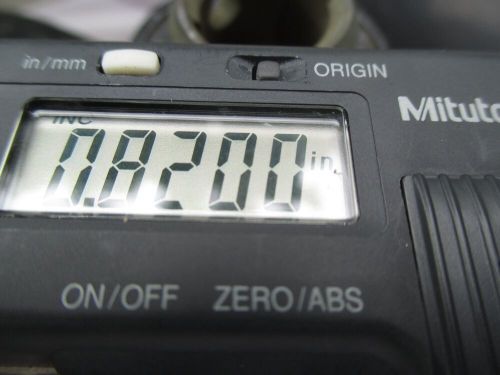 in/mm ORIGIN
Mituto
INC
0.8200 in.
ON/OFF ZERO/ABS